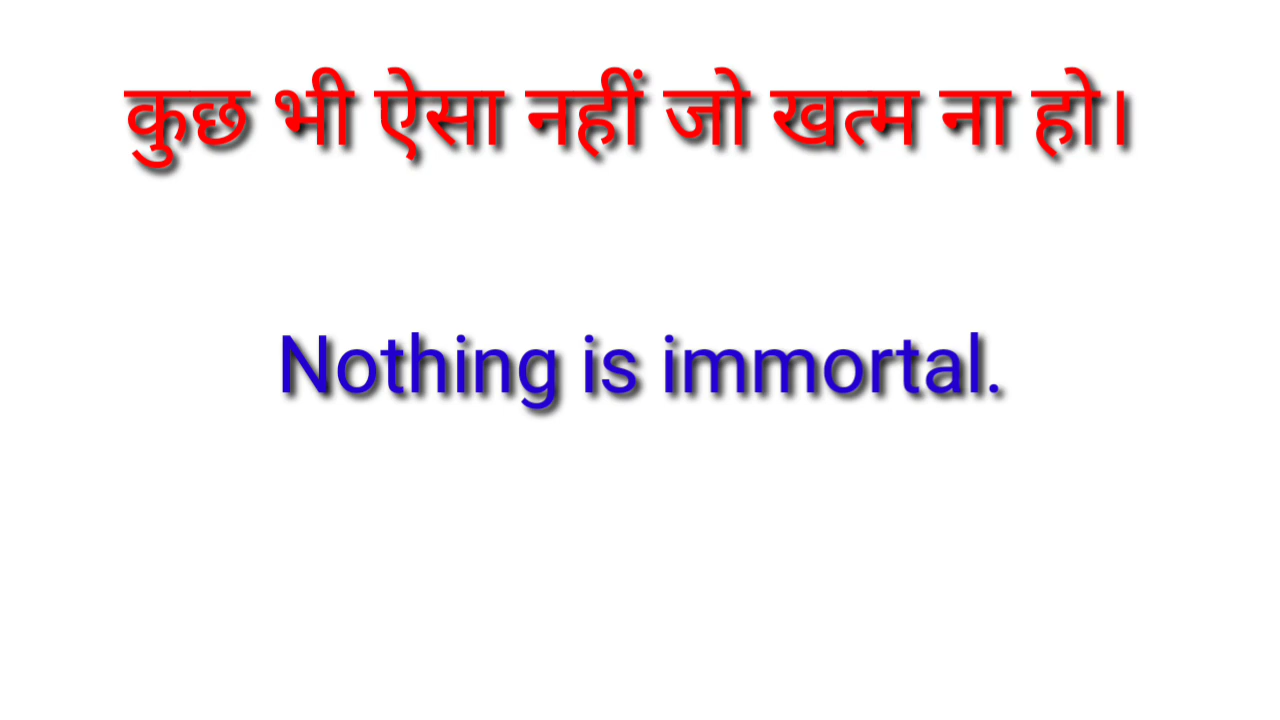 कुछ भी ऐसा नहीं जो खत्म ना हो।
Nothing is immortal.